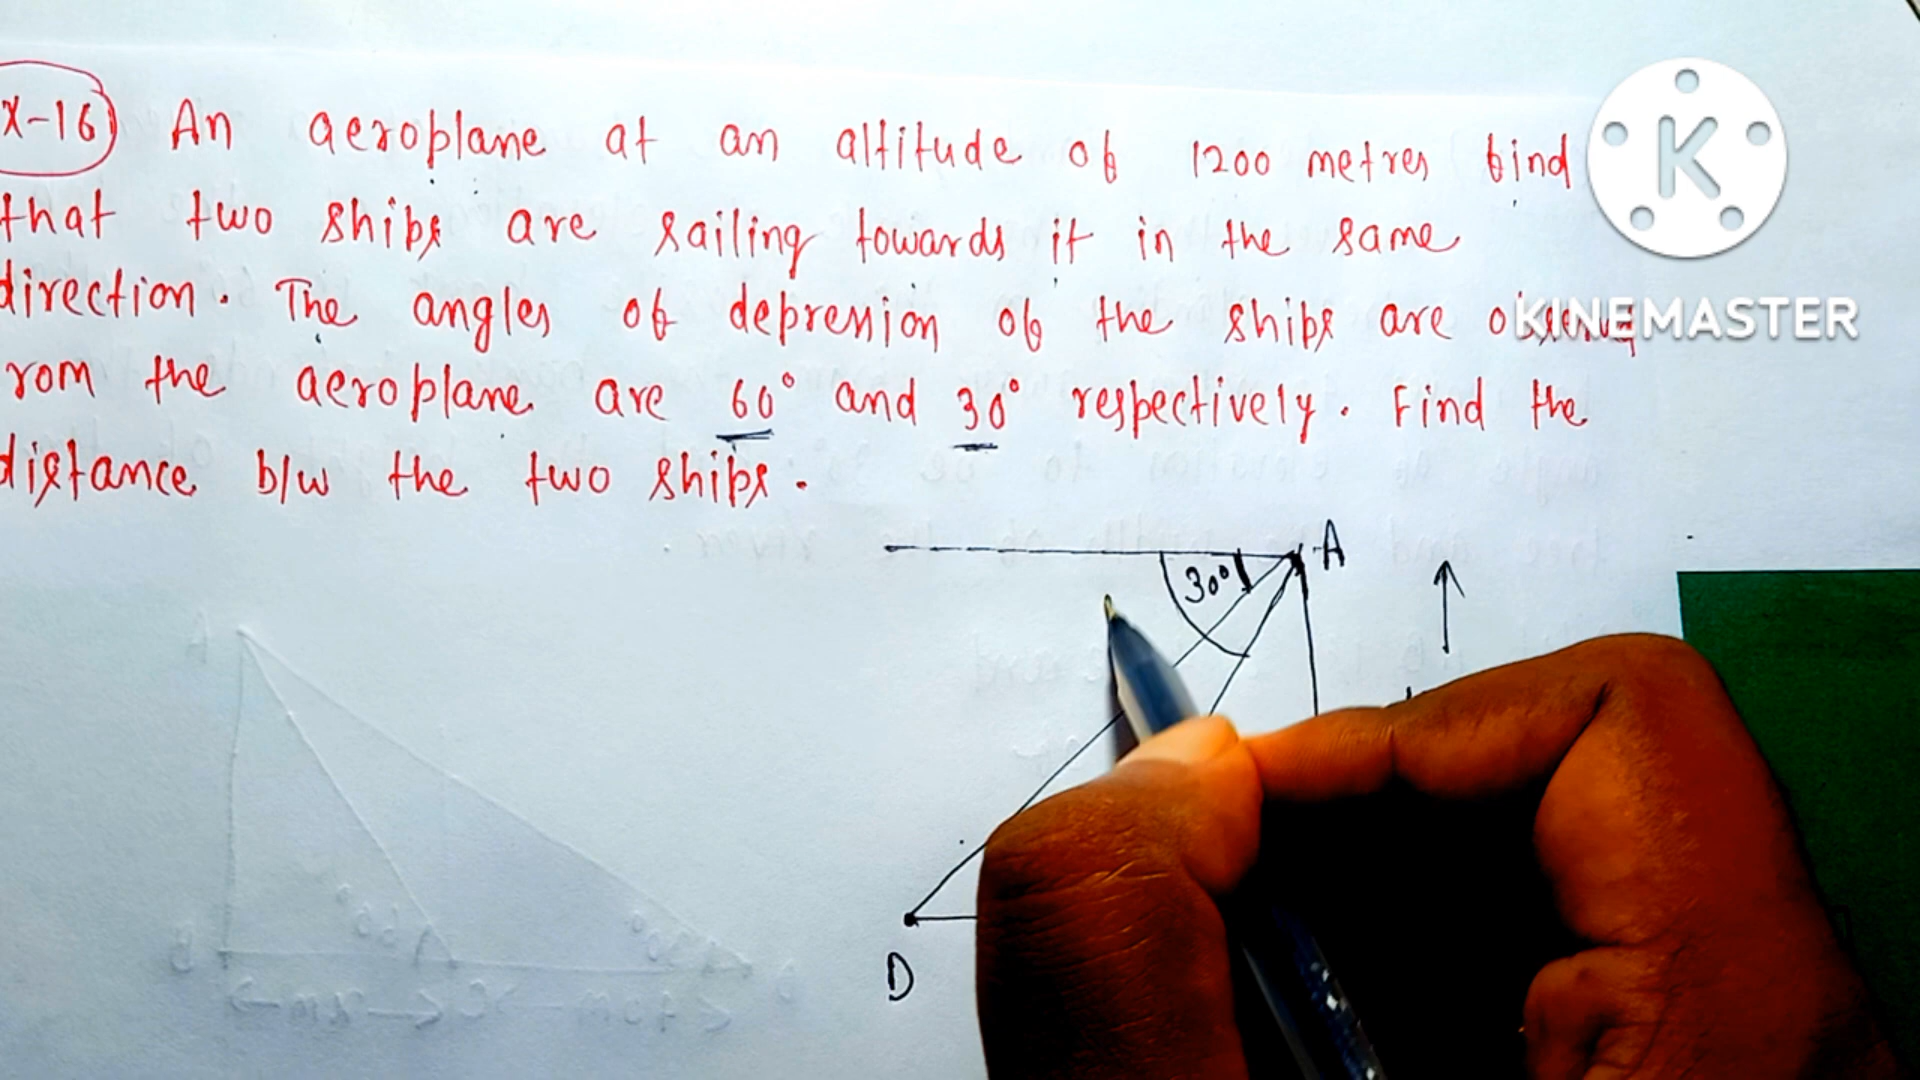 x-16) An aeroplane at an altitude of 1200 metres find
that two ships are sailing towards it in the same
direction. The angles of depression of the ships are
rom the aeroplane are 60° and 30° respectively. Find the
distance b/w the two ships.
K
KINEMASTER
A
30°
D